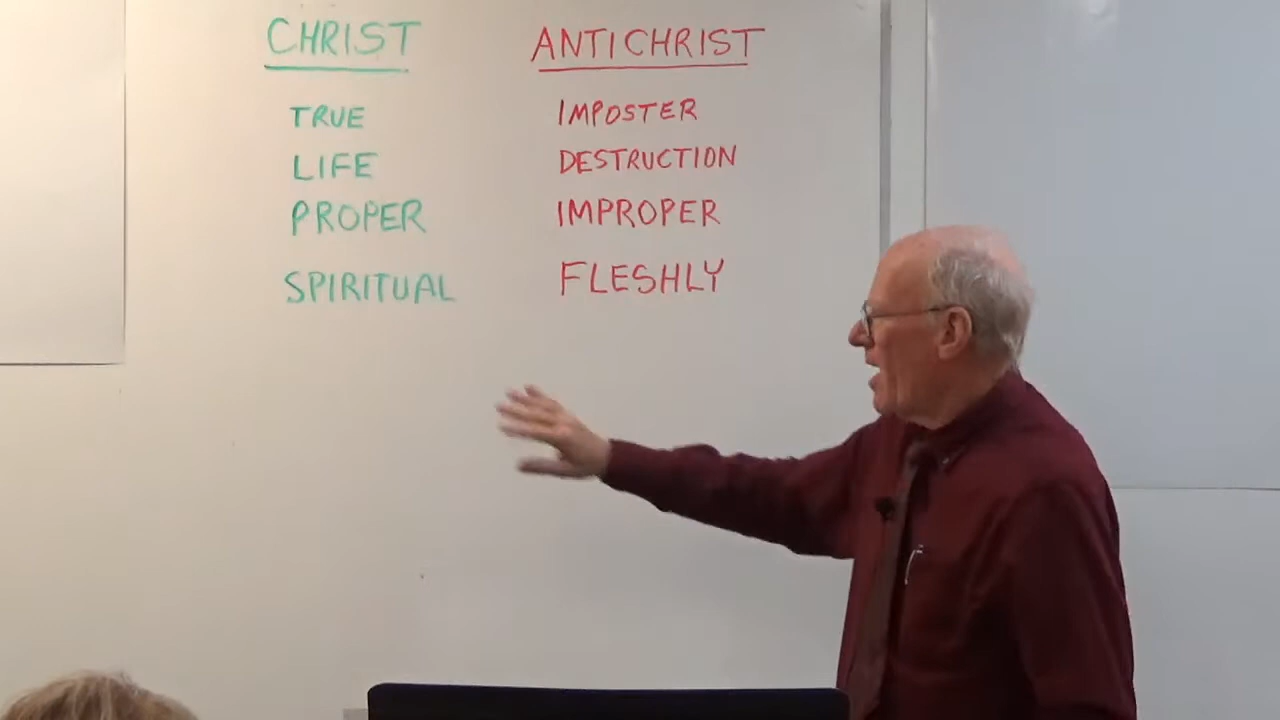 CHRIST ANTICHRIST
TRUE IMPOSTER
LIFE DESTRUCTION
PROPER IMPROPER
SPIRITUAL FLESHLY